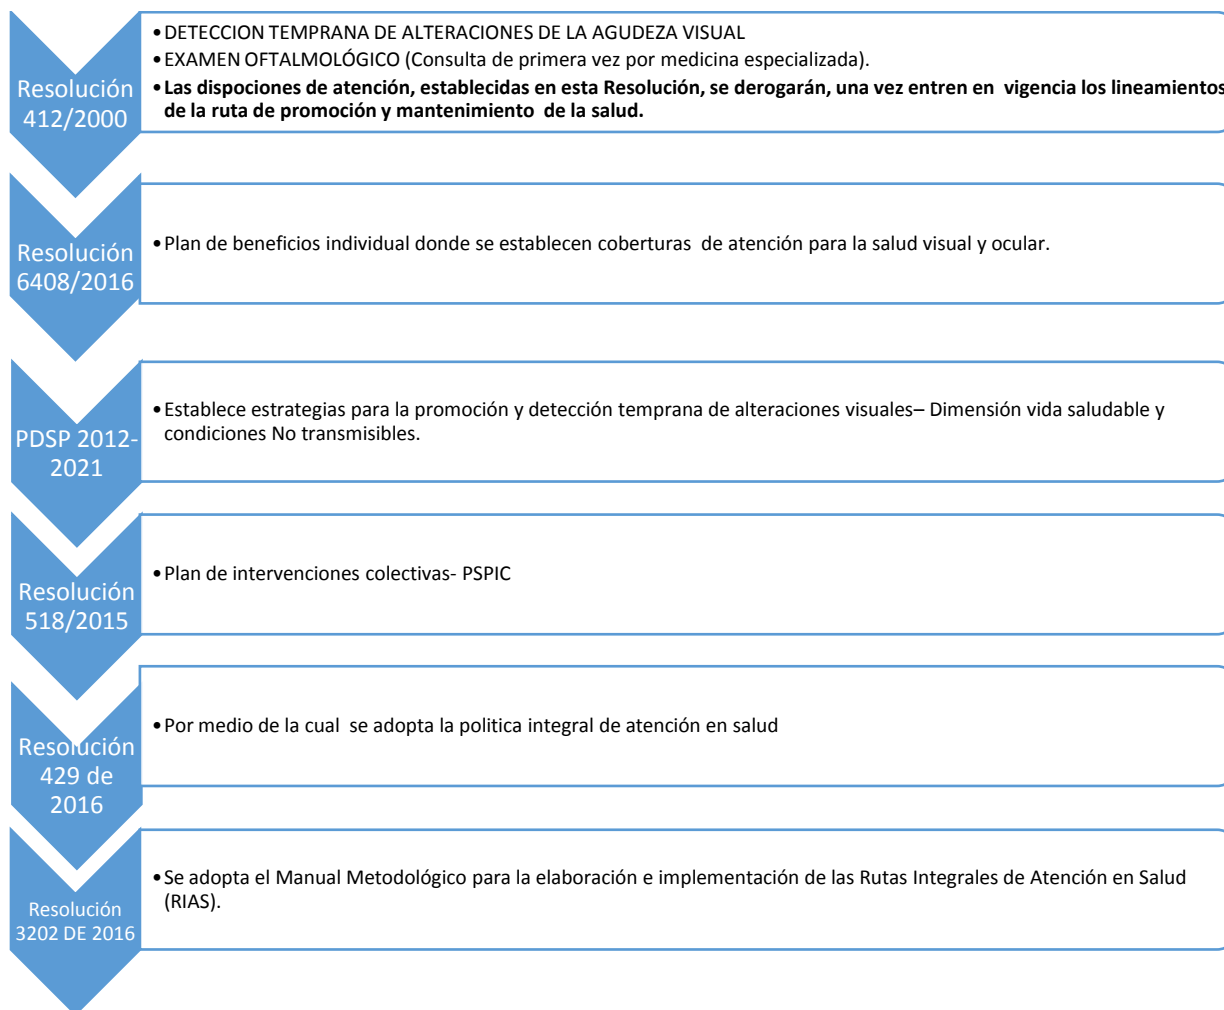 Resolución
412/2000
•DETECCION TEMPRANA DE ALTERACIONES DE LA AGUDEZA VISUAL
•EXAMEN OFTALMOLÓGICO (Consulta de primera vez por medicina especializada).
•Las dispociones de atención, establecidas en esta Resolución, se derogarán, una vez entren en vigencia los lineamientos
de la ruta de promoción y mantenimiento de la salud.
Resolución
6408/2016
•Plan de beneficios individual donde se establecen coberturas de atención para la salud visual y ocular.
PDSP 2012-
2021
•Establece estrategias para la promoción y detección temprana de alteraciones visuales– Dimensión vida saludable y
condiciones No transmisibles.
Resolución
518/2015
•Plan de intervenciones colectivas- PSPIC
Resolución
429 de
2016
•Por medio de la cual se adopta la politica integral de atención en salud
Resolución
3202 DE 2016
•Se adopta el Manual Metodológico para la elaboración e implementación de las Rutas Integrales de Atención en Salud
(RIAS).